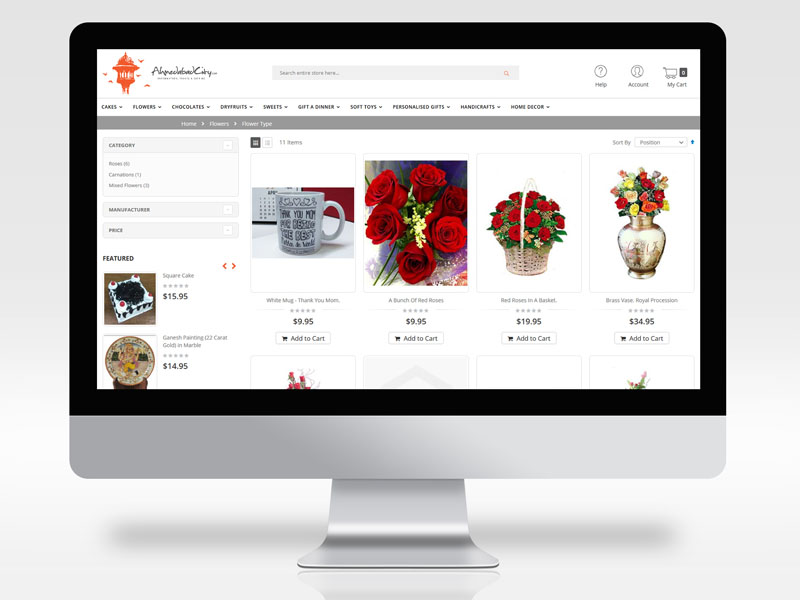 AhmedabadCity
Search entire store here...
Help
Account
0
My Cart
CAKES
FLOWERS
CHOCOLATES
DRYFRUITS
SWEETS
GIFT A DINNER
SOFT TOYS
PERSONALISED GIFTS
HANDICRAFTS
HOME DECOR
Home > Flowers > Flower Type
CATEGORY
Roses (6)
Carnations (1)
Mixed Flowers (3)
MANUFACTURER
PRICE
FEATURED
Square Cake
$15.95
Ganesh Painting (22 Carat
Gold) in Marble
$14.95
11 Items
Sort By
Position
APRIL
THANK YOU MOM
FOR BEING
THE BEST
White Mug - Thank You Mom.
$9.95
Add to Cart
A Bunch Of Red Roses
$9.95
Add to Cart
Red Roses In A Basket.
$19.95
Add to Cart
Brass Vase. Royal Procession
$34.95
Add to Cart